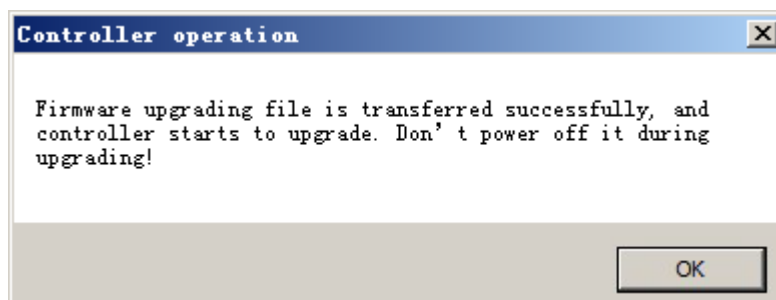 Controller operation
Firmware upgrading file is transferred successfully, and
controller starts to upgrade. Don’t power off it during
upgrading!
OK